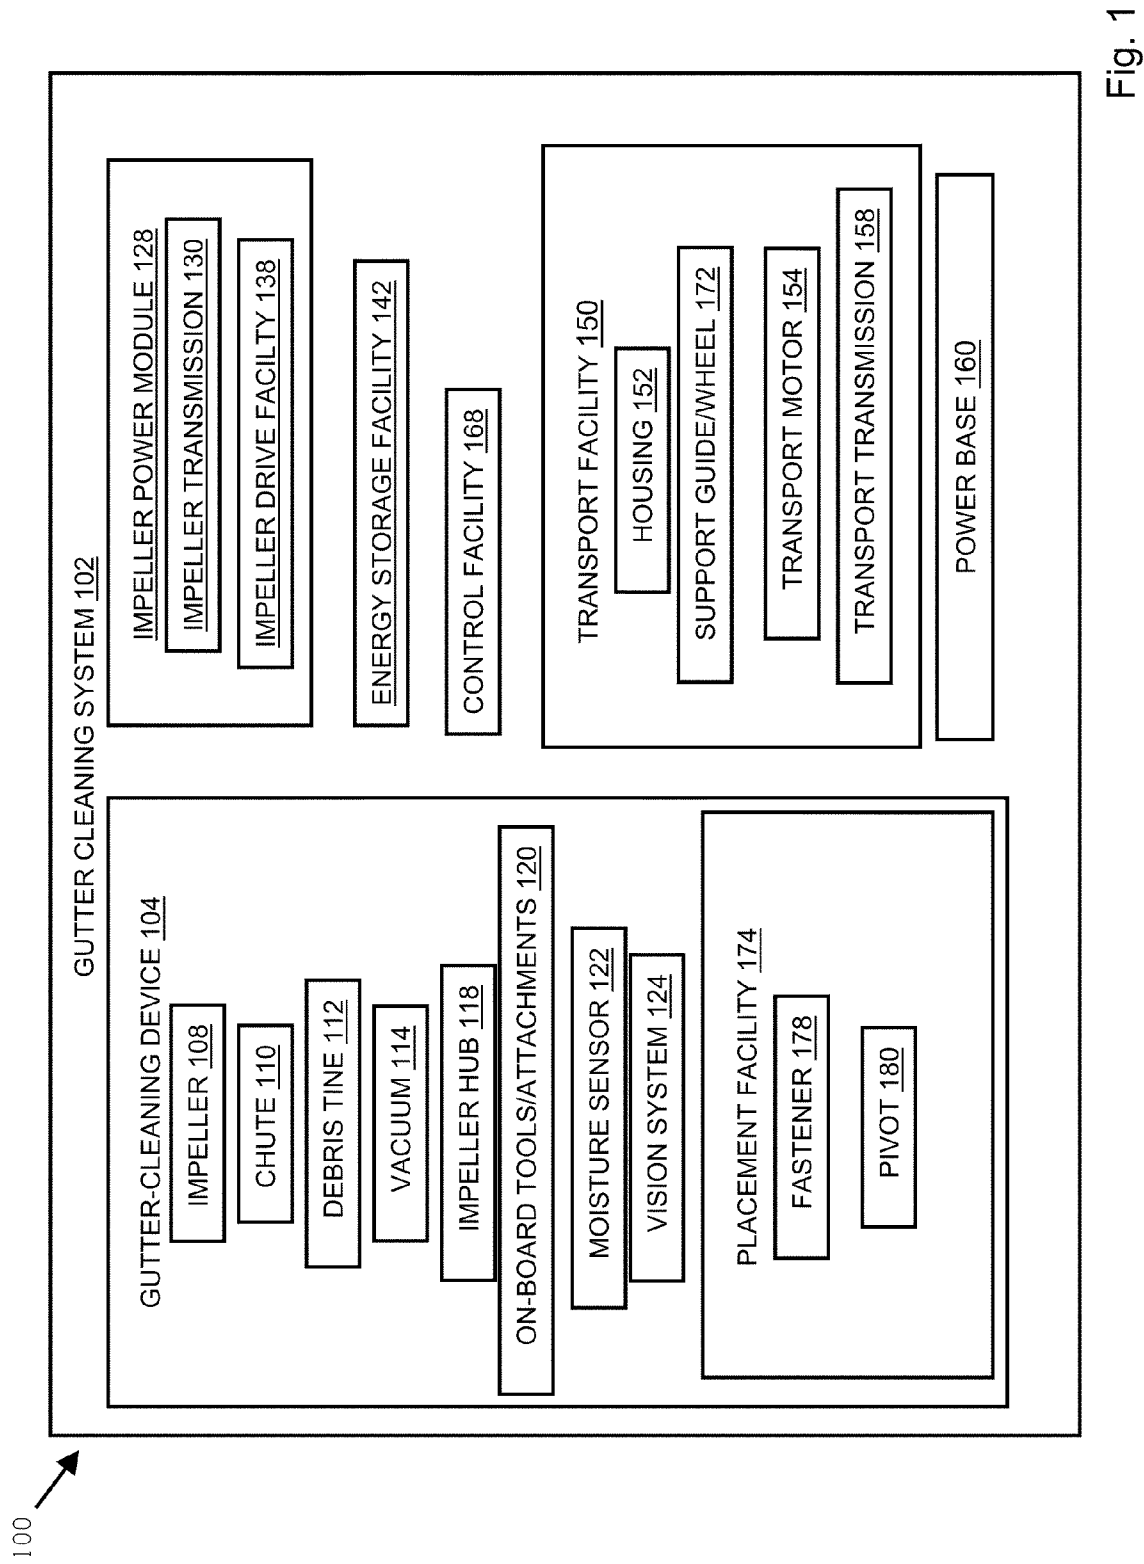 100
GUTTER CLEANING SYSTEM 102
GUTTER-CLEANING DEVICE 104
IMPELLER 108
CHUTE 110
DEBRIS TINE 112
VACUUM 114
IMPELLER HUB 118
ON-BOARD TOOLS/ATTACHMENTS 120
MOISTURE SENSOR 122
VISION SYSTEM 124
PLACEMENT FACILITY 174
FASTENER 178
PIVOT 180
IMPELLER POWER MODULE 128
IMPELLER TRANSMISSION 130
IMPELLER DRIVE FACILTY 138
ENERGY STORAGE FACILITY 142
CONTROL FACILITY 168
TRANSPORT FACILITY 150
HOUSING 152
SUPPORT GUIDE/WHEEL 172
TRANSPORT MOTOR 154
TRANSPORT TRANSMISSION 158
POWER BASE 160
Fig. 1